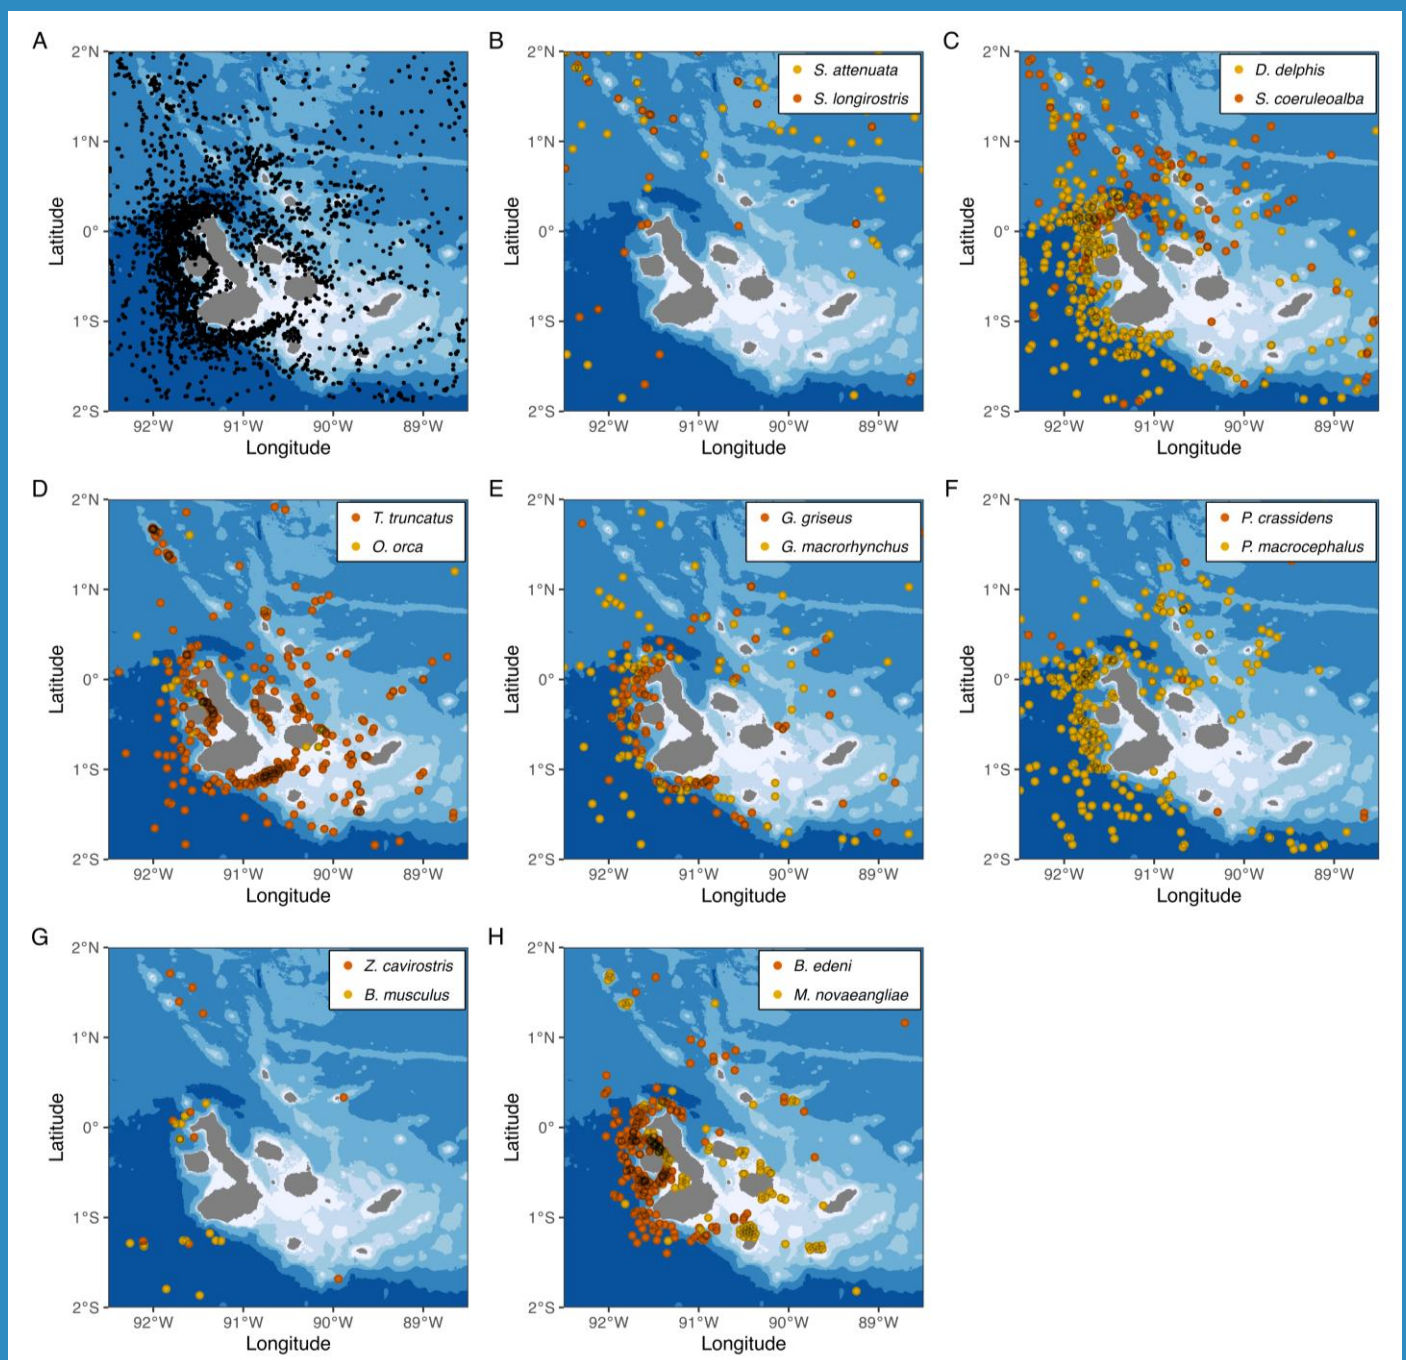 A
2°N
1°N
0°
1°S
2°S
Latitude
92°W 91°W 90°W 89°W
Longitude
B
S. attenuata
S. longirostris
2°N
1°N
0°
1°S
2°S
Latitude
92°W 91°W 90°W 89°W
Longitude
C
D. delphis
S. coeruleoalba
2°N
1°N
0°
1°S
2°S
Latitude
92°W 91°W 90°W 89°W
Longitude
D
T. truncatus
O. orca
2°N
1°N
0°
1°S
2°S
Latitude
92°W 91°W 90°W 89°W
Longitude
E
G. griseus
G. macrorhynchus
2°N
1°N
0°
1°S
2°S
Latitude
92°W 91°W 90°W 89°W
Longitude
F
P. crassidens
P. macrocephalus
2°N
1°N
0°
1°S
2°S
Latitude
92°W 91°W 90°W 89°W
Longitude
G
Z. cavirostris
B. musculus
2°N
1°N
0°
1°S
2°S
Latitude
92°W 91°W 90°W 89°W
Longitude
H
B. edeni
M. novaeangliae
2°N
1°N
0°
1°S
2°S
Latitude
92°W 91°W 90°W 89°W
Longitude